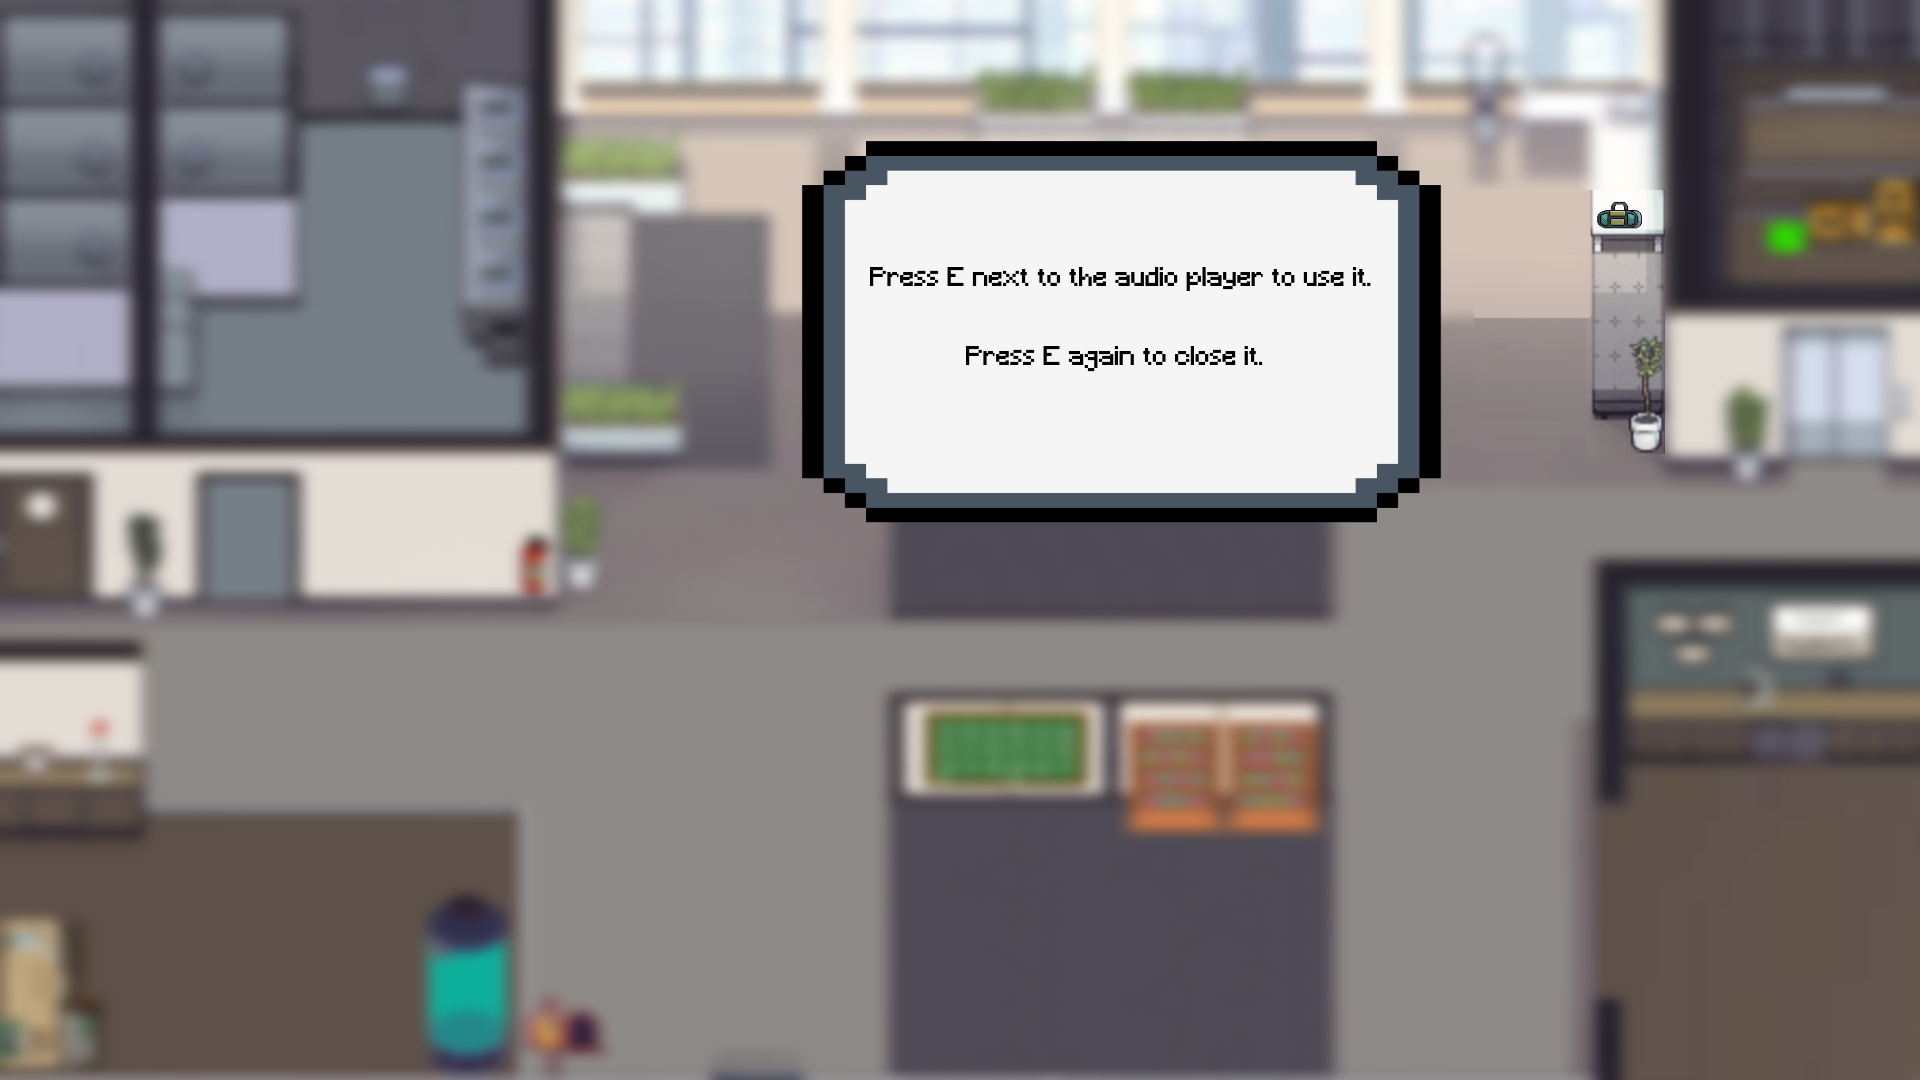 Press E next to the audio player to use it.
Press E again to close it.